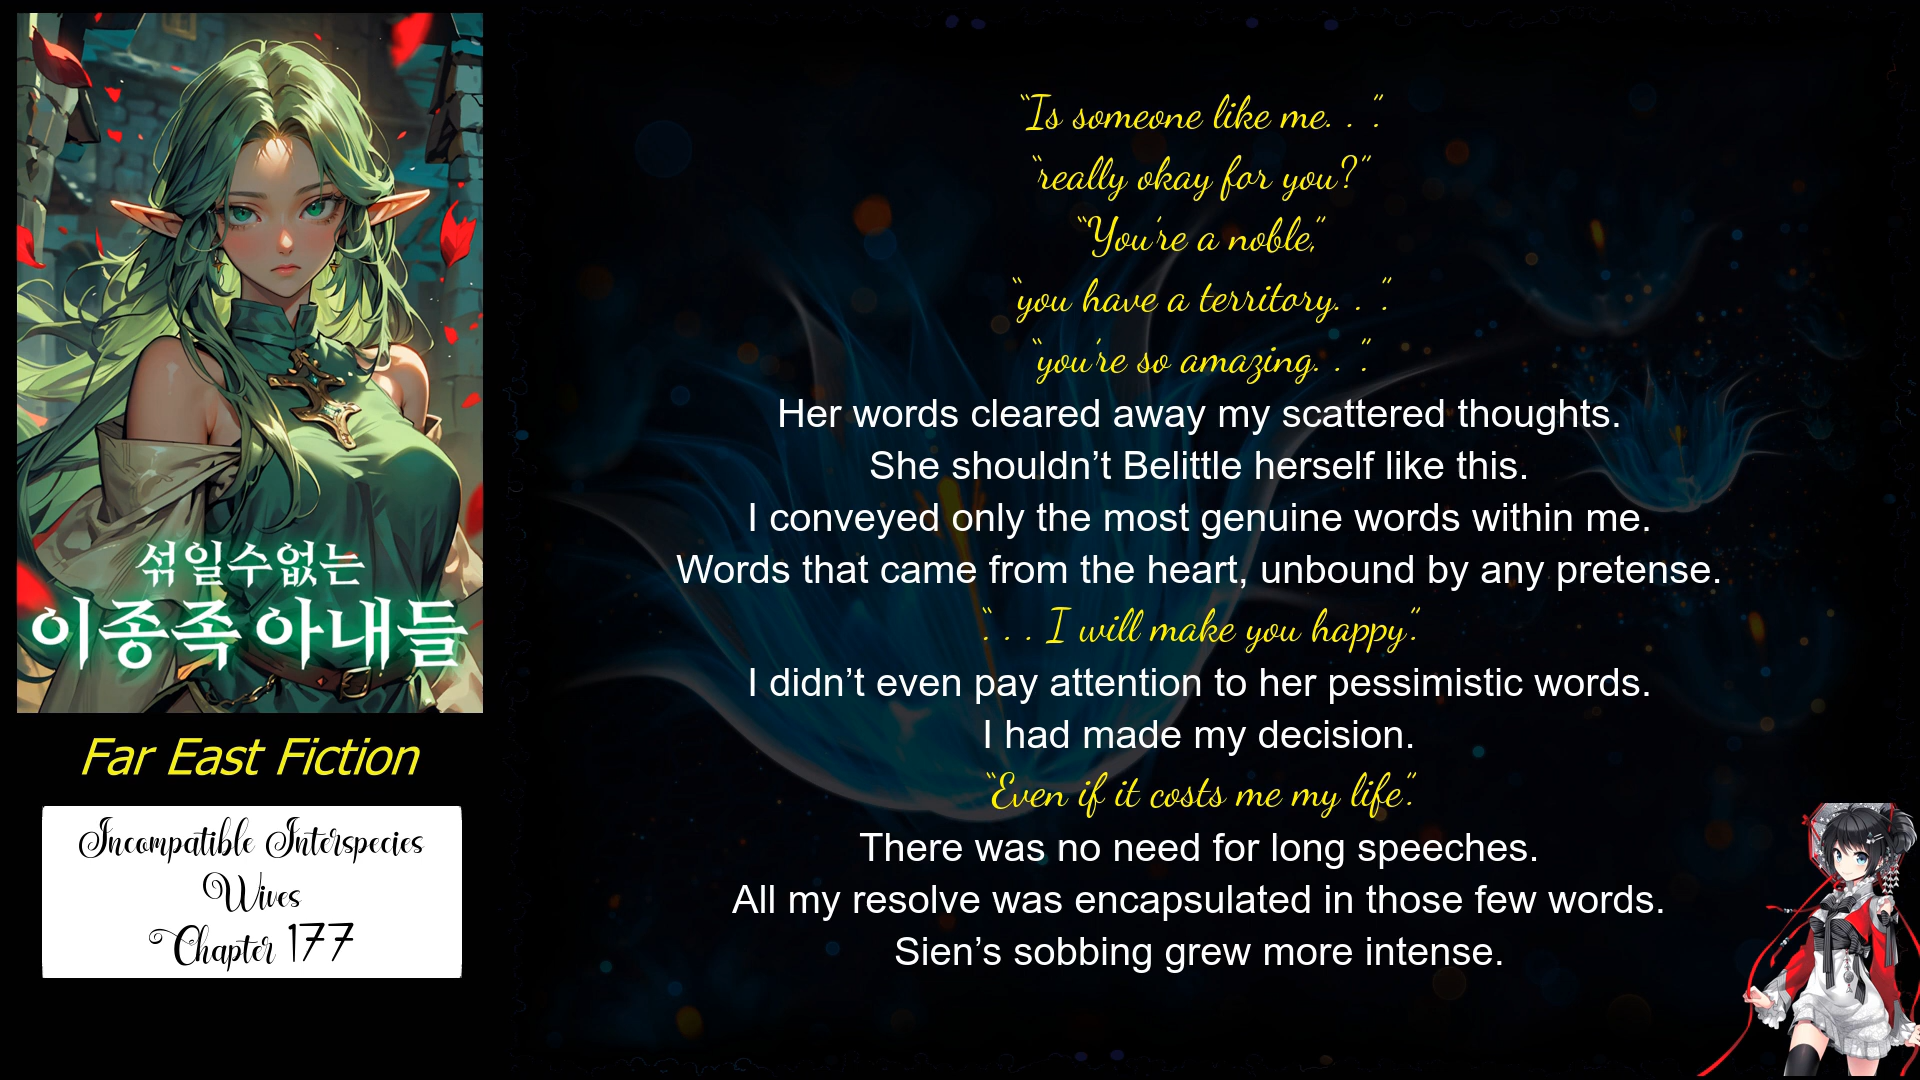 섞일수없는
이종족 아내들
Far East Fiction
Incompatible Interspecies
Wives
Chapter 177
“Is someone like me. . .”.
“really okay for you?”
“You’re a noble,”
“you have a territory. . .”.
“you’re so amazing. . .”
Her words cleared away my scattered thoughts.
She shouldn’t Belittle herself like this.
I conveyed only the most genuine words within me.
Words that came from the heart, unbound by any pretense.
“. . . I will make you happy”.
I didn’t even pay attention to her pessimistic words.
I had made my decision.
“Even if it costs me my life”.
There was no need for long speeches.
All my resolve was encapsulated in those few words.
Sien’s sobbing grew more intense.